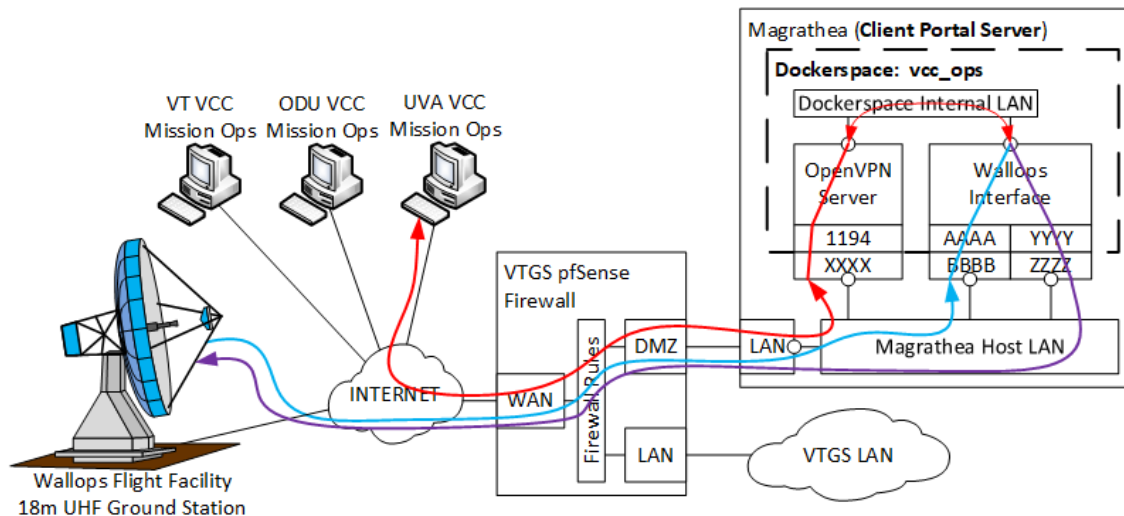 Magrathea (Client Portal Server)
Dockerspace: vcc_ops
Dockerspace Internal LAN
VT VCC
Mission Ops
ODU VCC
Mission Ops
UVA VCC
Mission Ops
OpenVPN
Server
Wallops
Interface
1194
XXXX
AAAA
YYYY
BBBB
ZZZZ
VTGS pfSense
Firewall
Firewall Rules
DMZ
LAN
Magrathea Host LAN
INTERNET
WAN
LAN
VTGS LAN
Wallops Flight Facility
18m UHF Ground Station